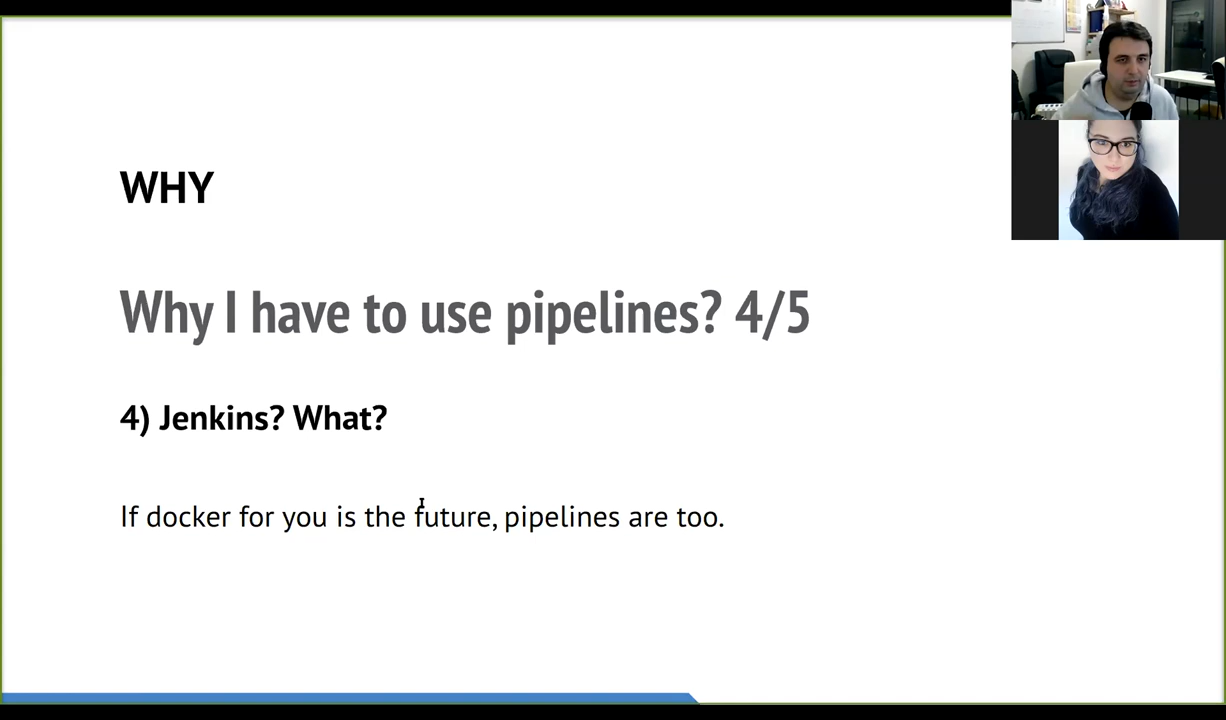 WHY
Why I have to use pipelines? 4/5
4) Jenkins? What?
If docker for you is the future, pipelines are too.